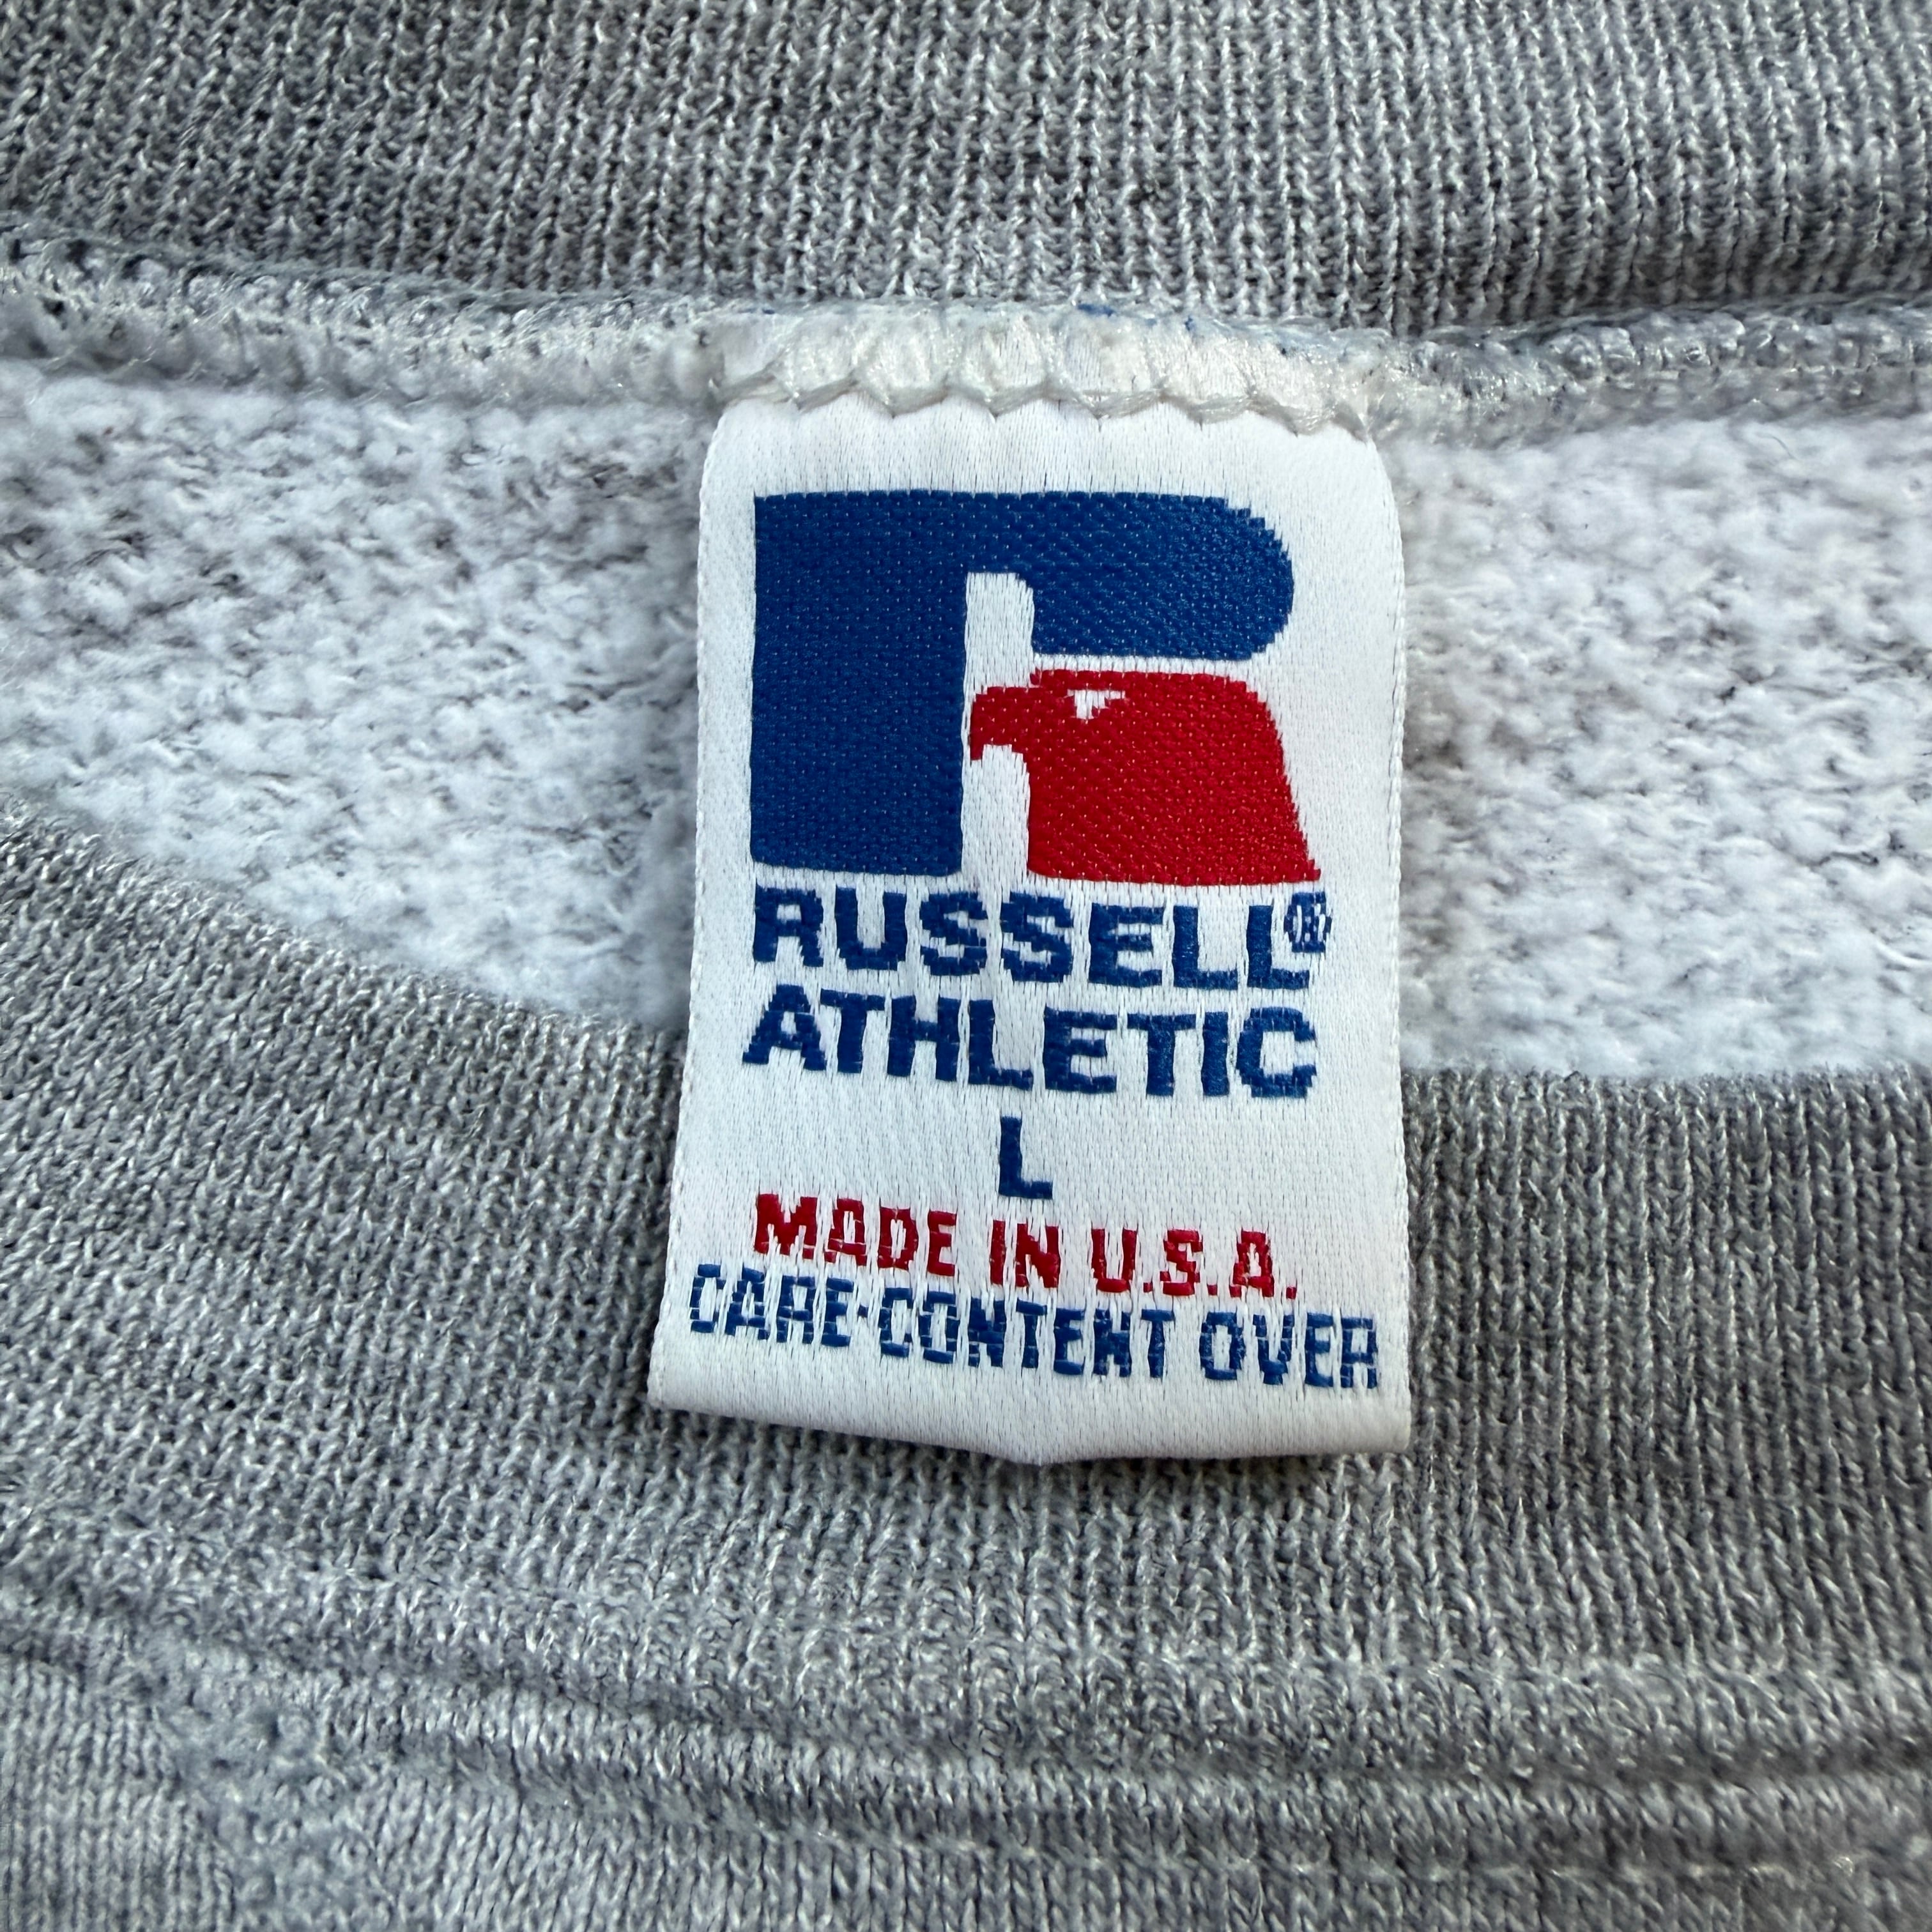 RUSSELL®
ATHLETIC
L
MADE IN U.S.A.
CARE·CONTENT OVER